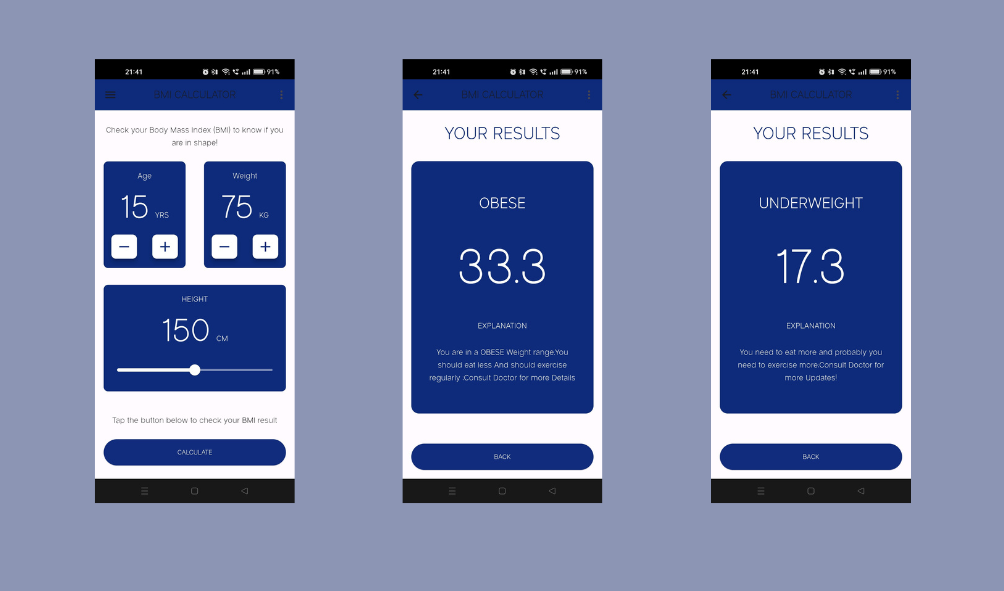 21:41
91%
BMI CALCULATOR
Check your Body Mass Index (BMI) to know if you
are in shape!
Age
15 YRS
− +
Weight
75 KG
− +
HEIGHT
150 CM
Tap the button below to check your BMI result
CALCULATE
21:41
91%
BMI CALCULATOR
YOUR RESULTS
OBESE
33.3
EXPLANATION
You are in a OBESE Weight range.You
should eat less And should exercise
regularly .Consult Doctor for more Details
BACK
21:41
91%
BMI CALCULATOR
YOUR RESULTS
UNDERWEIGHT
17.3
EXPLANATION
You need to eat more and probably you
need to exercise more.Consult Doctor for
more Updates!
BACK